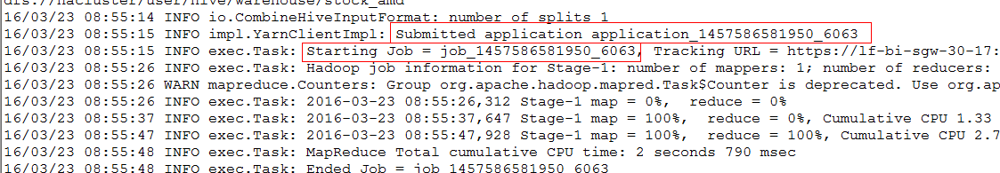 dfs://hacluster/user/hive/warehouse/stock_amd
16/03/23 08:55:14 INFO io.CombineHiveInputFormat: number of splits 1
16/03/23 08:55:15 INFO impl.YarnClientImpl: Submitted application application_1457586581950_6063
16/03/23 08:55:15 INFO exec.Task: Starting Job = job_1457586581950_6063, Tracking URL = https://lf-bi-sgw-30-17:
16/03/23 08:55:26 INFO exec.Task: Hadoop job information for Stage-1: number of mappers: 1; number of reducers:
16/03/23 08:55:26 WARN mapreduce.Counters: Group org.apache.hadoop.mapred.Task$Counter is deprecated. Use org.ap
16/03/23 08:55:26 INFO exec.Task: 2016-03-23 08:55:26,312 Stage-1 map = 0%, reduce = 0%
16/03/23 08:55:37 INFO exec.Task: 2016-03-23 08:55:37,647 Stage-1 map = 100%, reduce = 0%, Cumulative CPU 1.33
16/03/23 08:55:47 INFO exec.Task: 2016-03-23 08:55:47,928 Stage-1 map = 100%, reduce = 100%, Cumulative CPU 2.7
16/03/23 08:55:48 INFO exec.Task: MapReduce Total cumulative CPU time: 2 seconds 790 msec
16/03/23 08:55:48 INFO exec.Task: Ended Job = job_1457586581950_6063